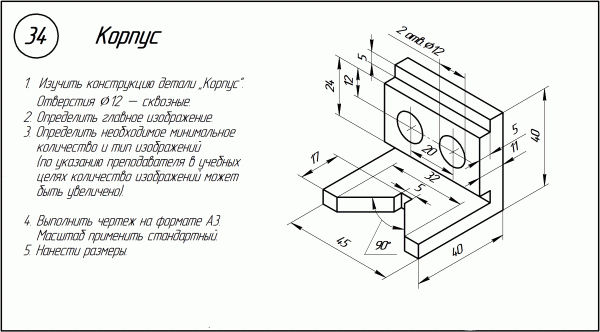 34
Корпус
1. Изучить конструкцию детали „Корпус".
Отверстия Ø12 – сквозные.
2. Определить главное изображение.
3. Определить необходимое минимальное
количество и тип изображений
(по указанию преподавателя в учебных
целях количество изображений может
быть увеличено).
4. Выполнить чертеж на формате А3.
Масштаб применить стандартный.
5. Нанести размеры.
2 отв.Ø12
5
24
12
20
5
40
11
17
32
5
45
90°
40